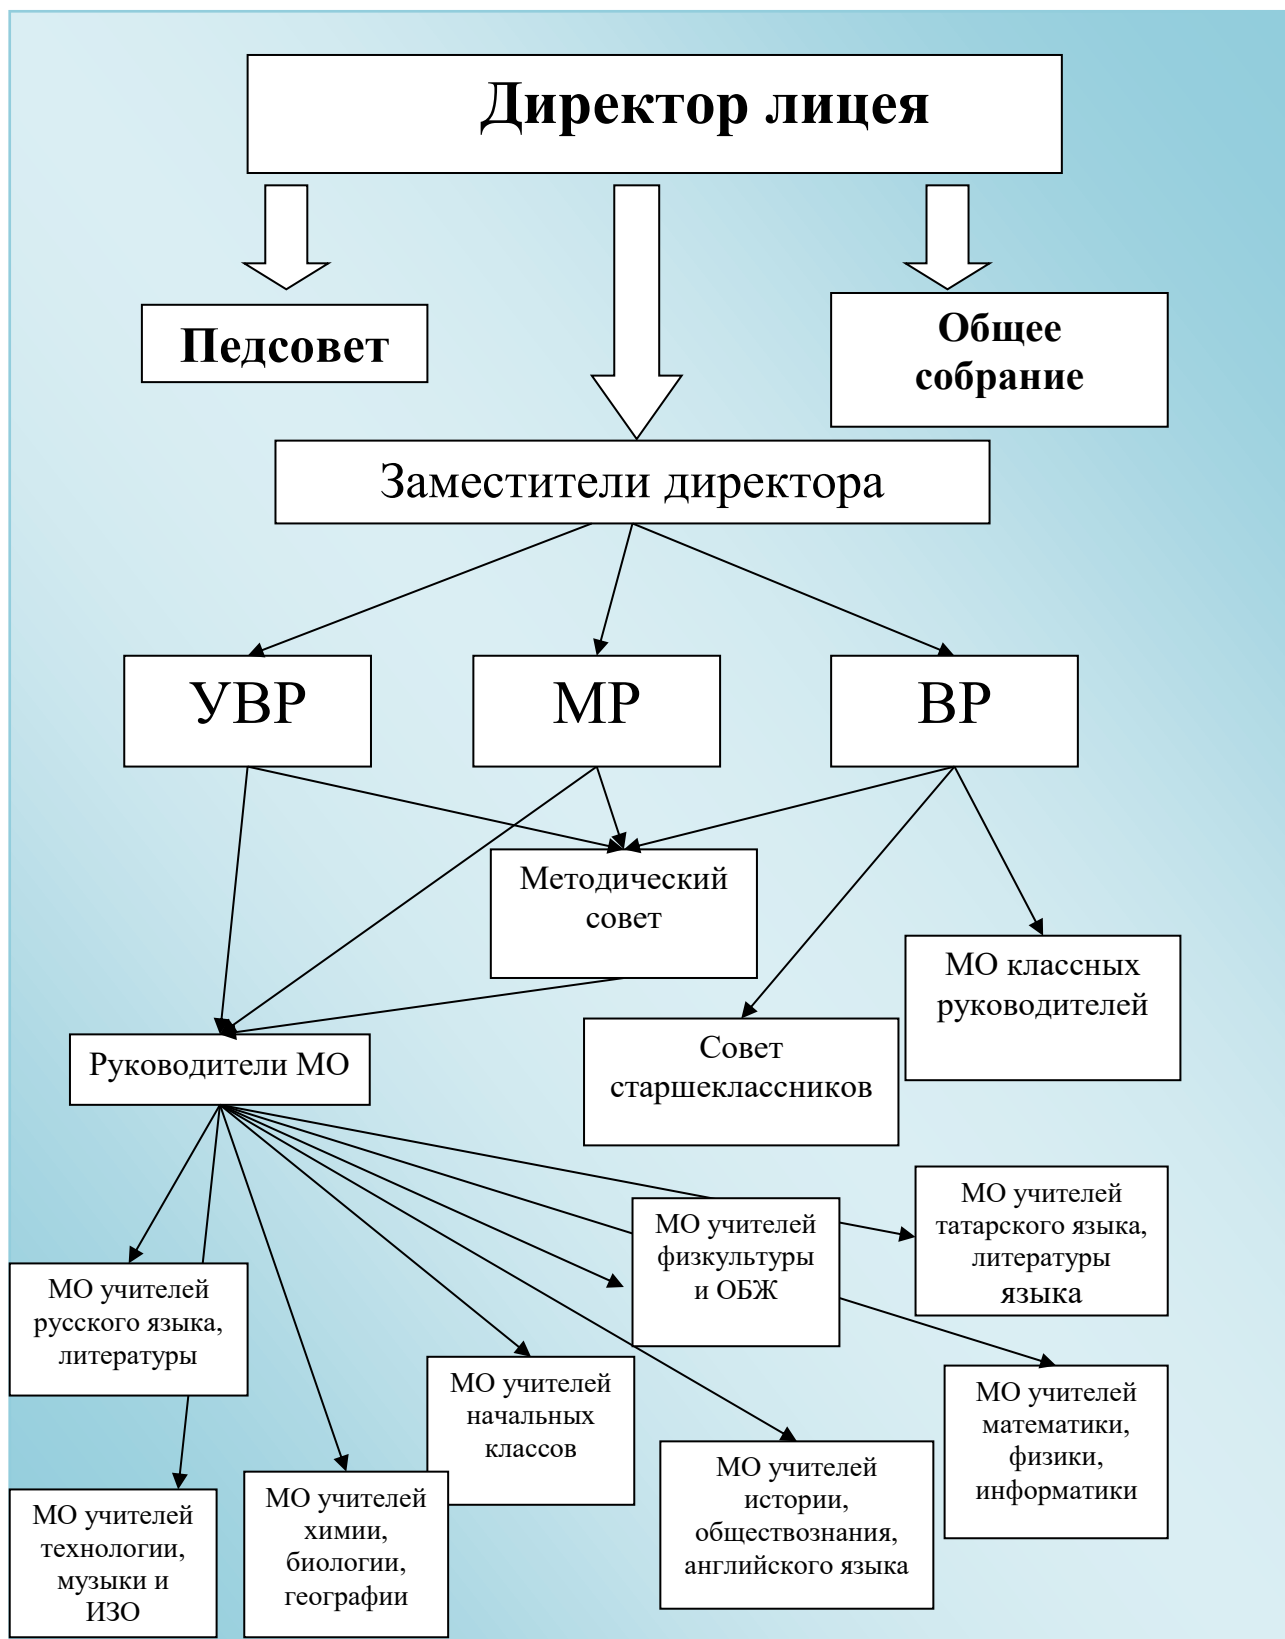 Директор лицея
Педсовет
Общее
собрание
Заместители директора
УВР
МР
ВР
Методический
совет
МО классных
руководителей
Совет
старшеклассников
Руководители МО
МО учителей
татарского языка,
литературы
языка
МО учителей
физкультуры
и ОБЖ
МО учителей
русского языка,
литературы
МО учителей
начальных
классов
МО учителей
математики,
физики,
информатики
МО учителей
истории,
обществознания,
английского языка
МО учителей
химии,
биологии,
географии
МО учителей
технологии,
музыки и
ИЗО